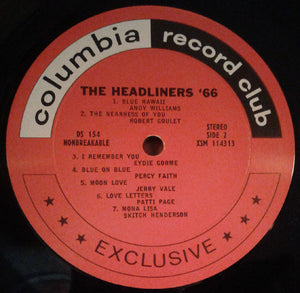 columbia record club
THE HEADLINERS '66
1. BLUE HAWAII
ANDY WILLIAMS
2. THE NEARNESS OF YOU
ROBERT GOULET
DS 154
NONBREAKABLE
STEREO
SIDE 2
XSM 114313
3. I REMEMBER YOU
EYDIE GORME
4. BLUE ON BLUE
PERCY FAITH
5. MOON LOVE
JERRY VALE
6. LOVE LETTERS
PATTI PAGE
7. MONA LISA
SKITCH HENDERSON
EXCLUSIVE